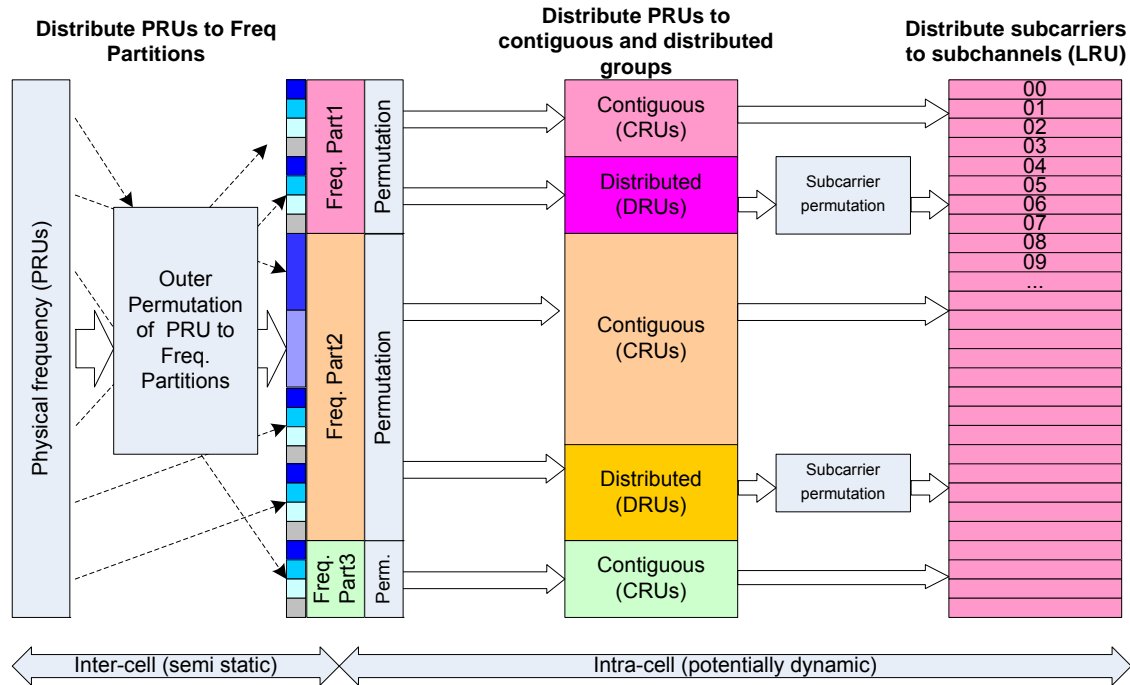 Distribute PRUs to Freq
Partitions
Distribute PRUs to
contiguous and distributed
groups
Distribute subcarriers
to subchannels (LRU)
Physical frequency (PRUs)
Outer
Permutation
of PRU to
Freq.
Partitions
Freq. Part1
Permutation
Freq. Part2
Permutation
Freq.
Part3
Perm.
Contiguous
(CRUs)
Distributed
(DRUs)
Contiguous
(CRUs)
Distributed
(DRUs)
Contiguous
(CRUs)
Subcarrier
permutation
Subcarrier
permutation
00
01
02
03
04
05
06
07
08
09
...
Inter-cell (semi static)
Intra-cell (potentially dynamic)